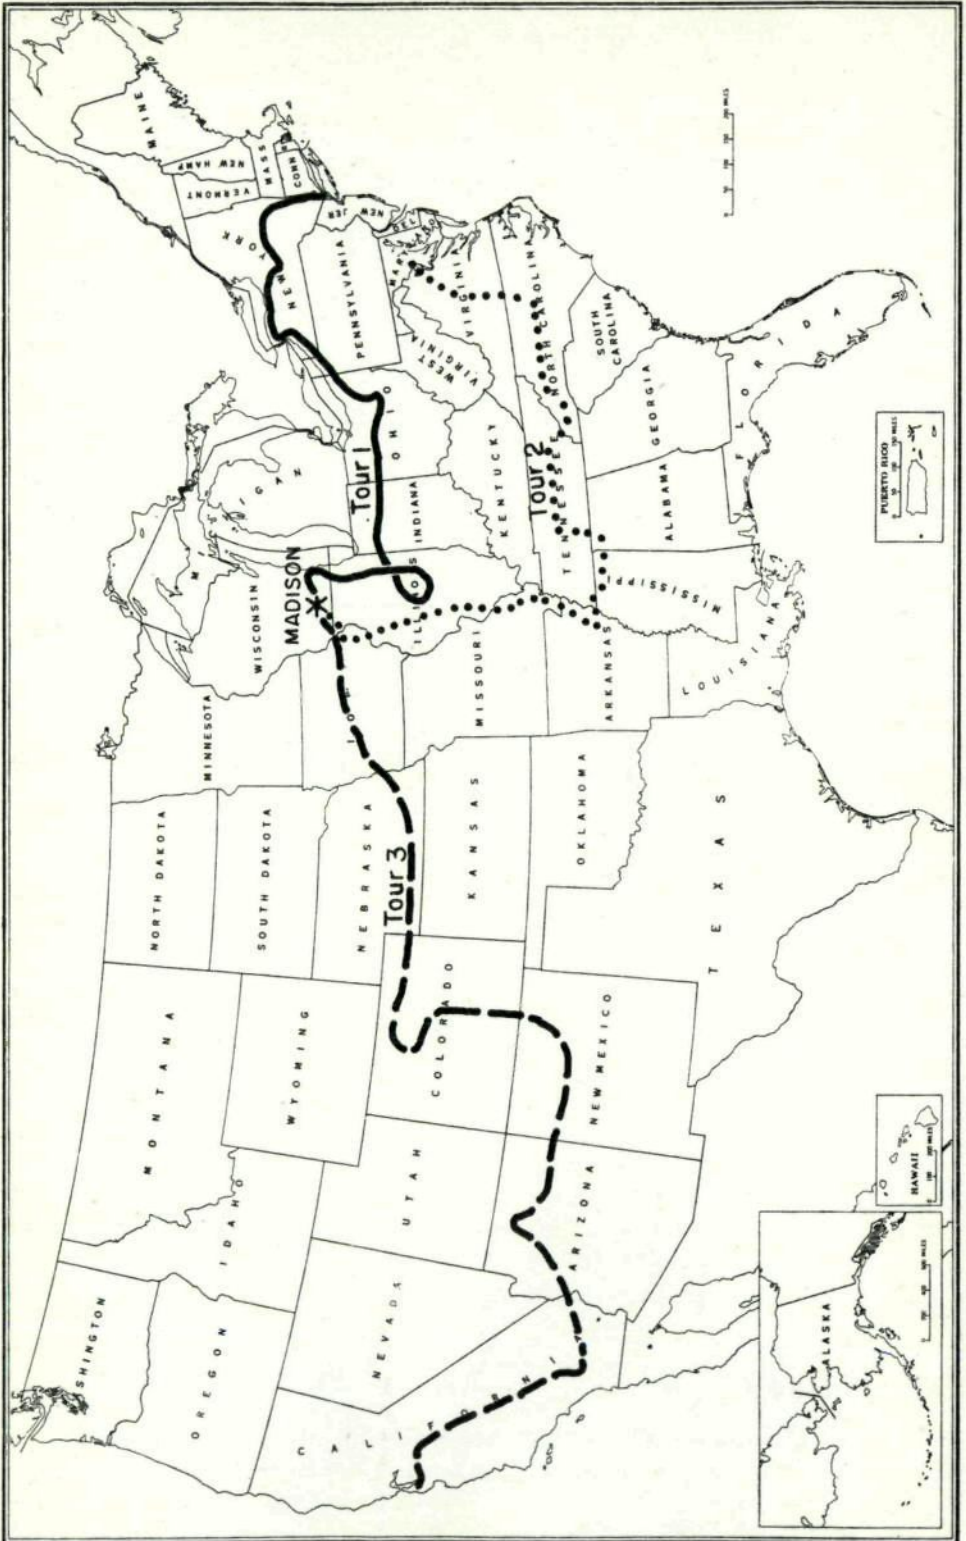 WASHINGTON
OREGON
CALIFORNIA
NEVADA
IDAHO
MONTANA
WYOMING
UTAH
ARIZONA
COLORADO
NEW MEXICO
NORTH DAKOTA
SOUTH DAKOTA
NEBRASKA
Tour 3
KANSAS
OKLAHOMA
TEXAS
MINNESOTA
IOWA
MISSOURI
ARKANSAS
LOUISIANA
WISCONSIN
MADISON
ILLINOIS
MICHIGAN
INDIANA
Tour 1
OHIO
KENTUCKY
TENNESSEE
Tour 2
MISSISSIPPI
ALABAMA
GEORGIA
FLORIDA
SOUTH
CAROLINA
NORTH CAROLINA
VIRGINIA
WEST
VIRGINIA
MARYLAND
DEL
PENNSYLVANIA
NEW
JER
NEW YORK
CONN
MASS
VERMONT
NEW HAMP
MAINE
ALASKA
HAWAII
PUERTO RICO